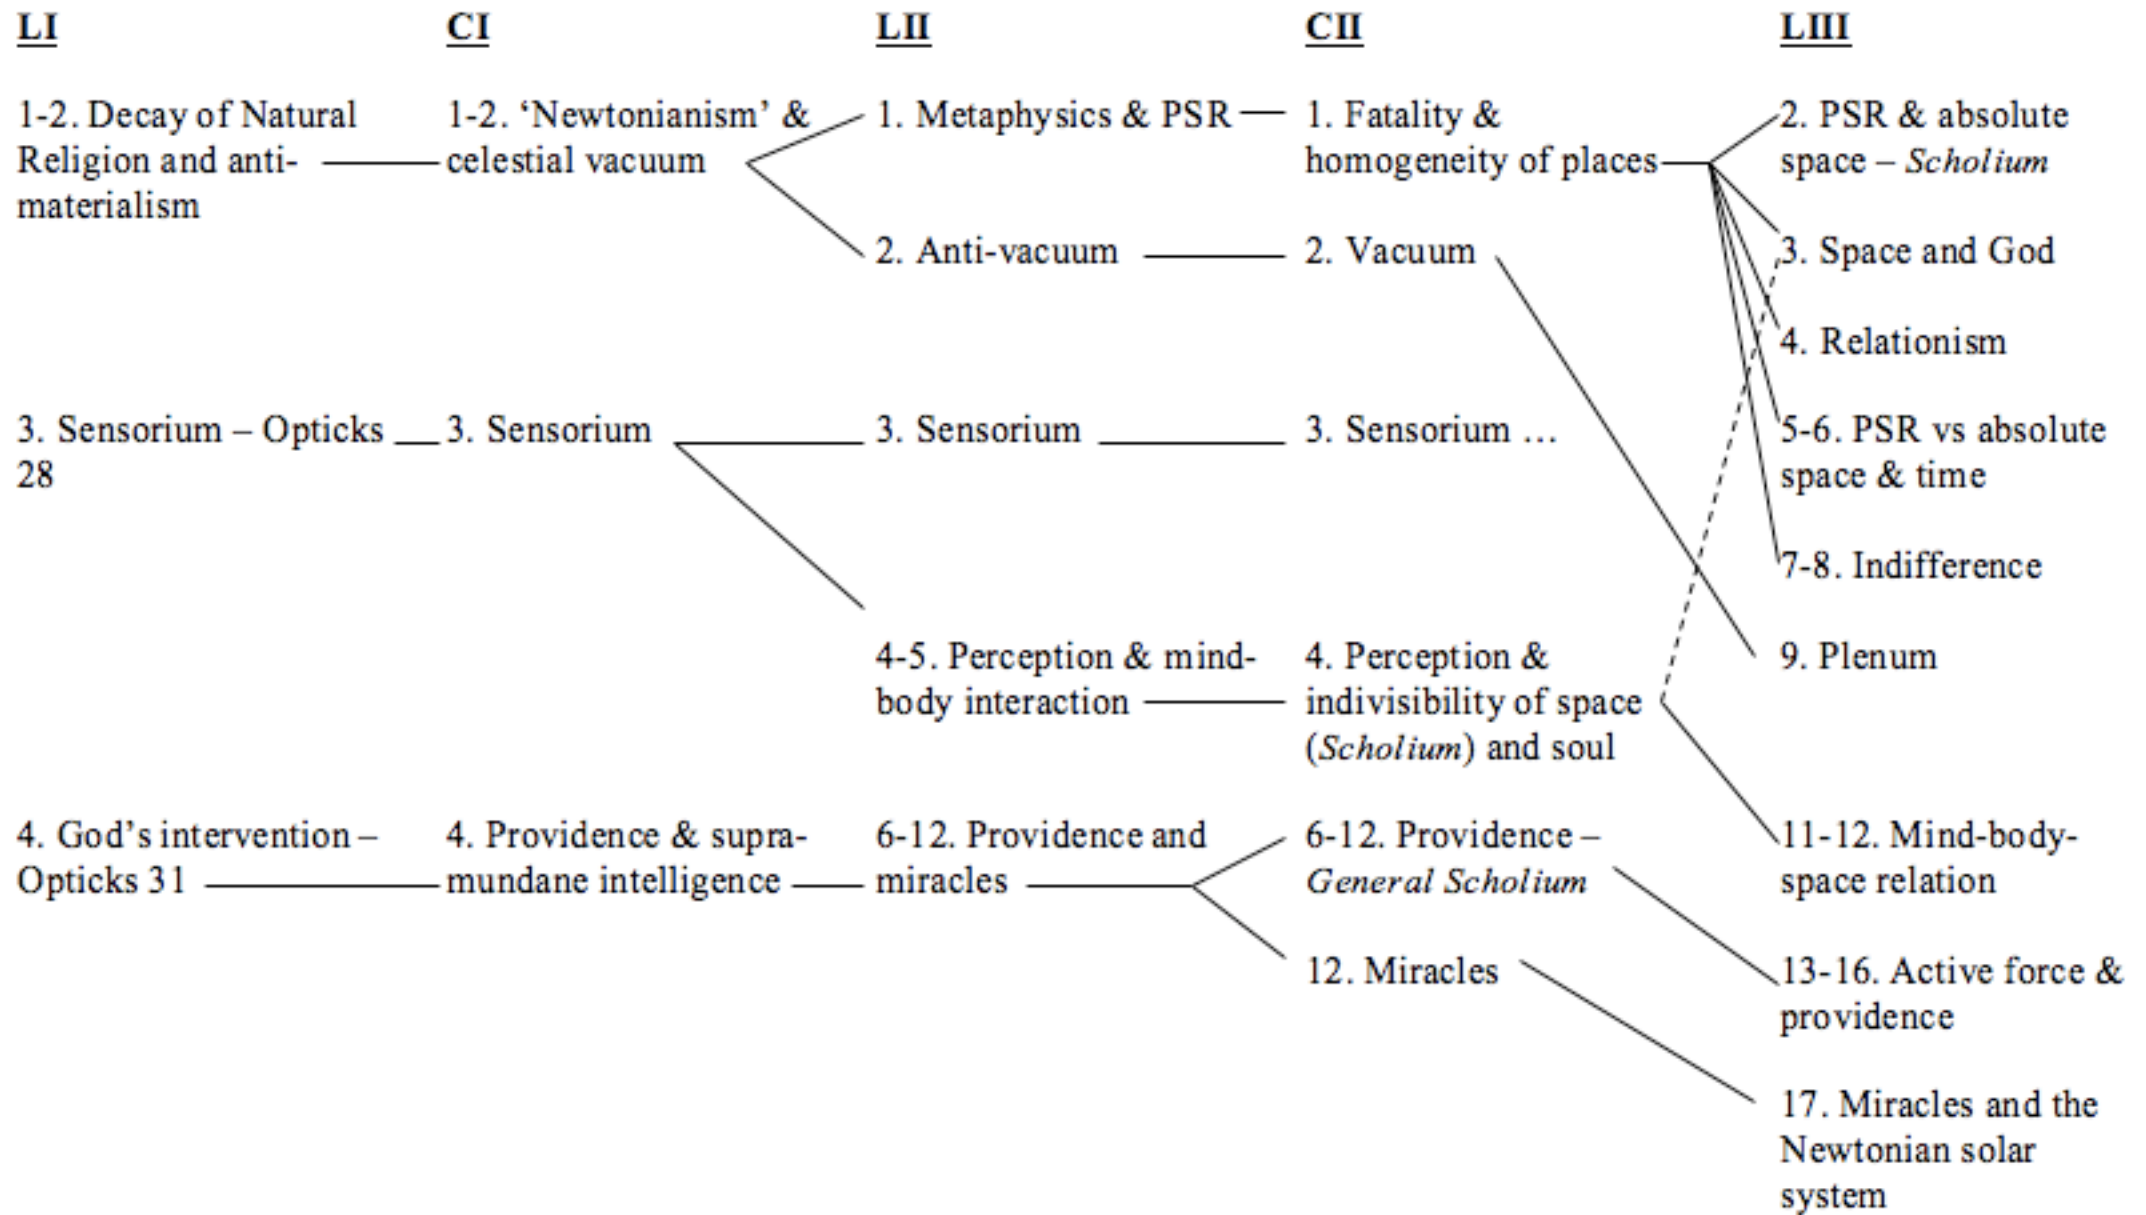 LI
CI
LII
CII
LIII
1-2. Decay of Natural
Religion and anti-
materialism
1-2. ‘Newtonianism’ &
celestial vacuum
1. Metaphysics & PSR
1. Fatality &
homogeneity of places
2. PSR & absolute
space – Scholium
2. Anti-vacuum
2. Vacuum
3. Space and God
4. Relationism
3. Sensorium – Opticks
28
3. Sensorium
3. Sensorium
3. Sensorium …
5-6. PSR vs absolute
space & time
7-8. Indifference
4-5. Perception & mind-
body interaction
4. Perception &
indivisibility of space
(Scholium) and soul
9. Plenum
4. God’s intervention –
Opticks 31
4. Providence & supra-
mundane intelligence
6-12. Providence and
miracles
6-12. Providence –
General Scholium
11-12. Mind-body-
space relation
12. Miracles
13-16. Active force &
providence
17. Miracles and the
Newtonian solar
system